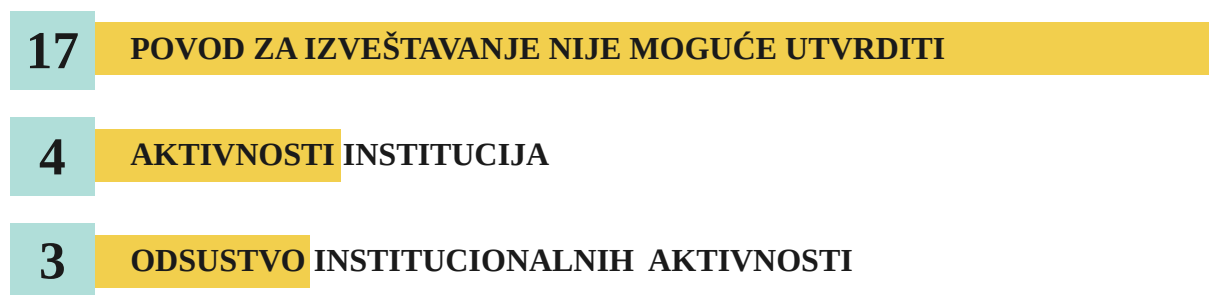 17 POVOD ZA IZVEŠTAVANJE NIJE MOGUĆE UTVRDITI
4 AKTIVNOSTI INSTITUCIJA
3 ODSUSTVO INSTITUCIONALNIH AKTIVNOSTI